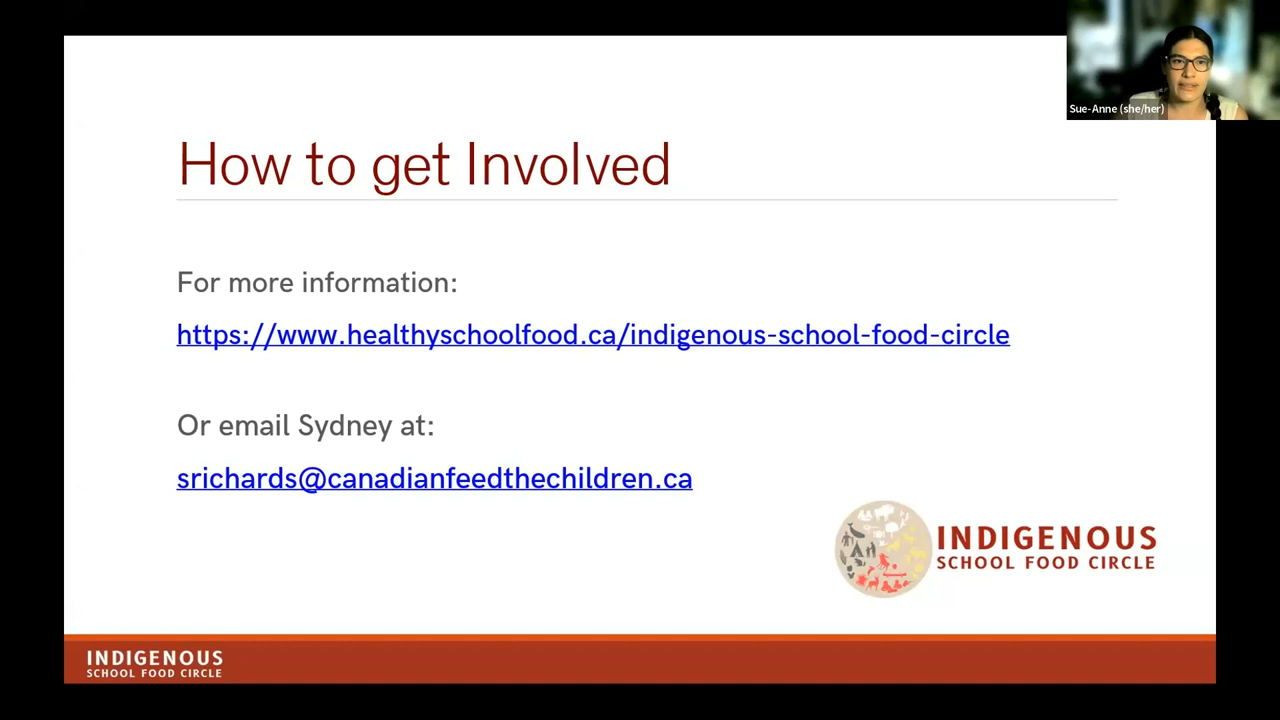 Sue-Anne (she/her)
How to get Involved
For more information:
https://www.healthyschoolfood.ca/indigenous-school-food-circle
Or email Sydney at:
srichards@canadianfeedthechildren.ca
INDIGENOUS
SCHOOL FOOD CIRCLE
INDIGENOUS
SCHOOL FOOD CIRCLE